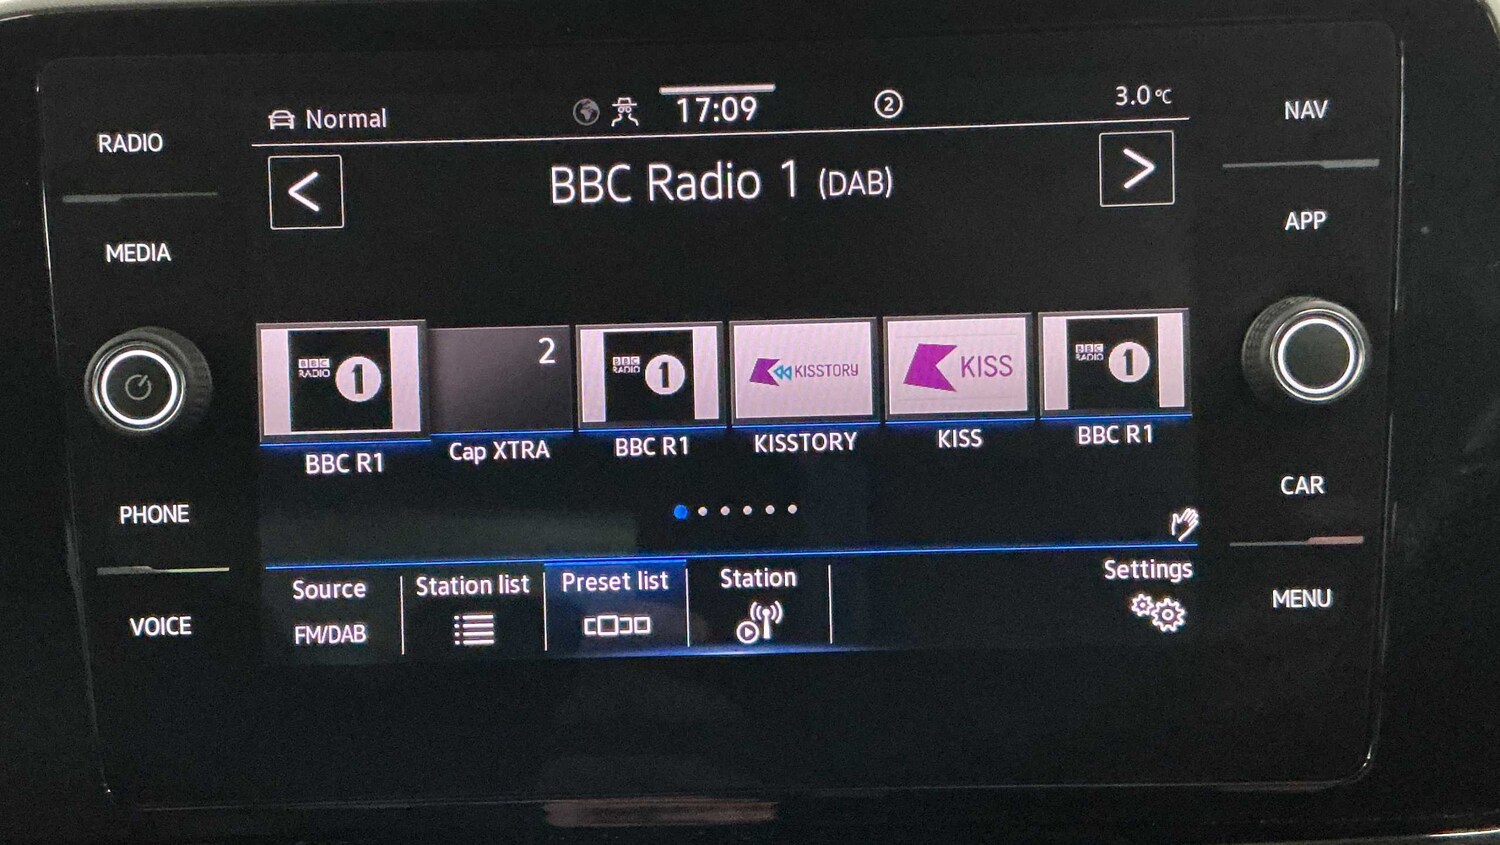 RADIO
MEDIA
PHONE
VOICE
Normal
17:09
2
3.0°C
<
BBC Radio 1 (DAB)
>
BBC RADIO 1
2
BBC RADIO 1
KISSTORY
KISS
BBC RADIO 1
BBC R1
Cap XTRA
BBC R1
KISSTORY
KISS
BBC R1
Source
FM/DAB
Station list
Preset list
Station
Settings
NAV
APP
CAR
MENU